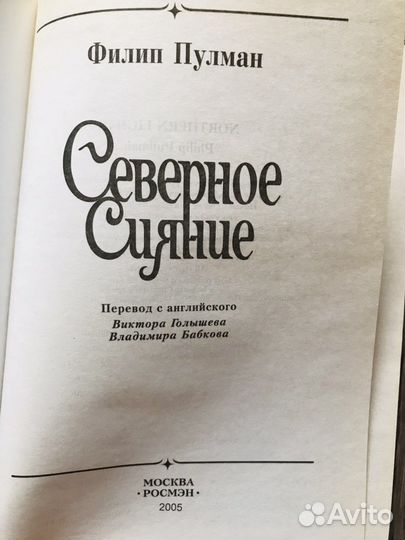 Филип Пулман
Северное
Сияние
Перевод с английского
Виктора Голышева
Владимира Бабкова
МОСКВА
·РОСМЭН·
2005
Avito